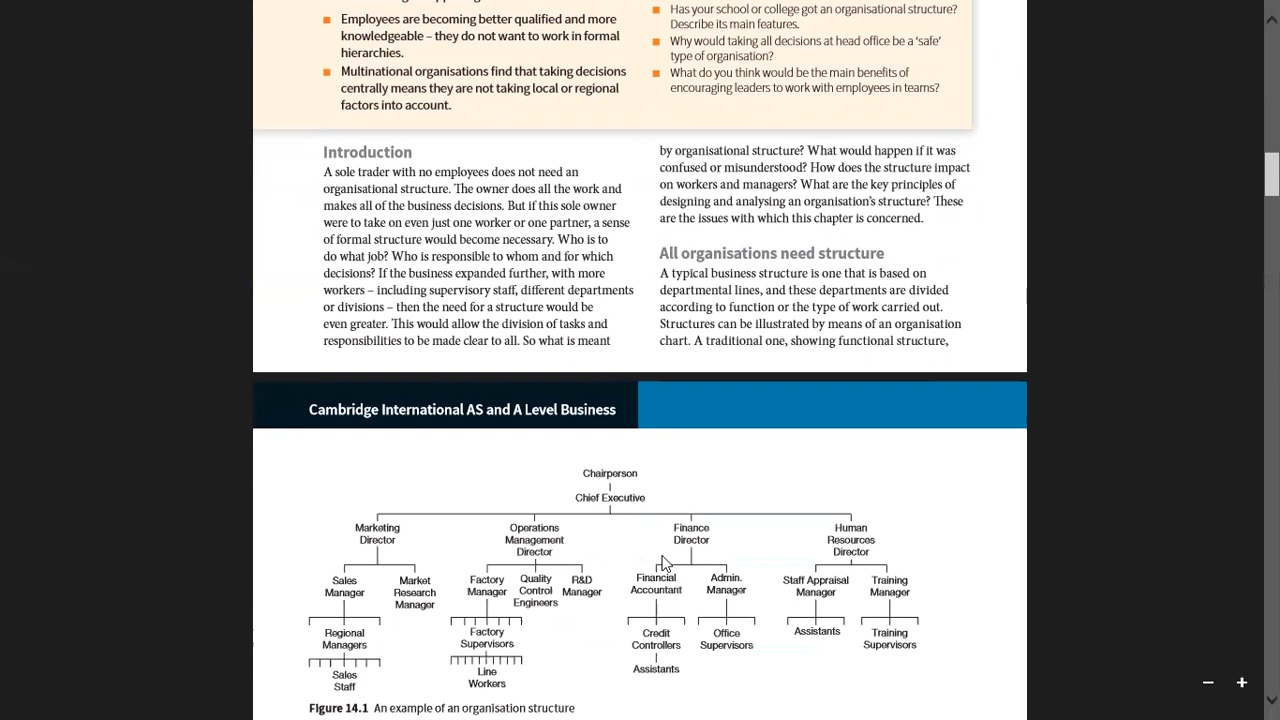 Employees are becoming better qualified and more
knowledgeable – they do not want to work in formal
hierarchies.
Multinational organisations find that taking decisions
centrally means they are not taking local or regional
factors into account.
Has your school or college got an organisational structure?
Describe its main features.
Why would taking all decisions at head office be a ‘safe’
type of organisation?
What do you think would be the main benefits of
encouraging leaders to work with employees in teams?
Introduction
A sole trader with no employees does not need an
organisational structure. The owner does all the work and
makes all of the business decisions. But if this sole owner
were to take on even just one worker or one partner, a sense
of formal structure would become necessary. Who is to
do what job? Who is responsible to whom and for which
decisions? If the business expanded further, with more
workers – including supervisory staff, different departments
or divisions – then the need for a structure would be
even greater. This would allow the division of tasks and
responsibilities to be made clear to all. So what is meant
by organisational structure? What would happen if it was
confused or misunderstood? How does the structure impact
on workers and managers? What are the key principles of
designing and analysing an organisation’s structure? These
are the issues with which this chapter is concerned.
All organisations need structure
A typical business structure is one that is based on
departmental lines, and these departments are divided
according to function or the type of work carried out.
Structures can be illustrated by means of an organisation
chart. A traditional one, showing functional structure,
Cambridge International AS and A Level Business
Chairperson
Chief Executive
Marketing
Director
Operations
Management
Director
Finance
Director
Human
Resources
Director
Sales
Manager
Market
Research
Manager
Factory
Manager
Quality
Control
Engineers
R&D
Manager
Financial
Accountant
Admin.
Manager
Staff Appraisal
Manager
Training
Manager
Regional
Managers
Factory
Supervisors
Credit
Controllers
Office
Supervisors
Assistants
Training
Supervisors
Sales
Staff
Line
Workers
Assistants
Figure 14.1 An example of an organisation structure